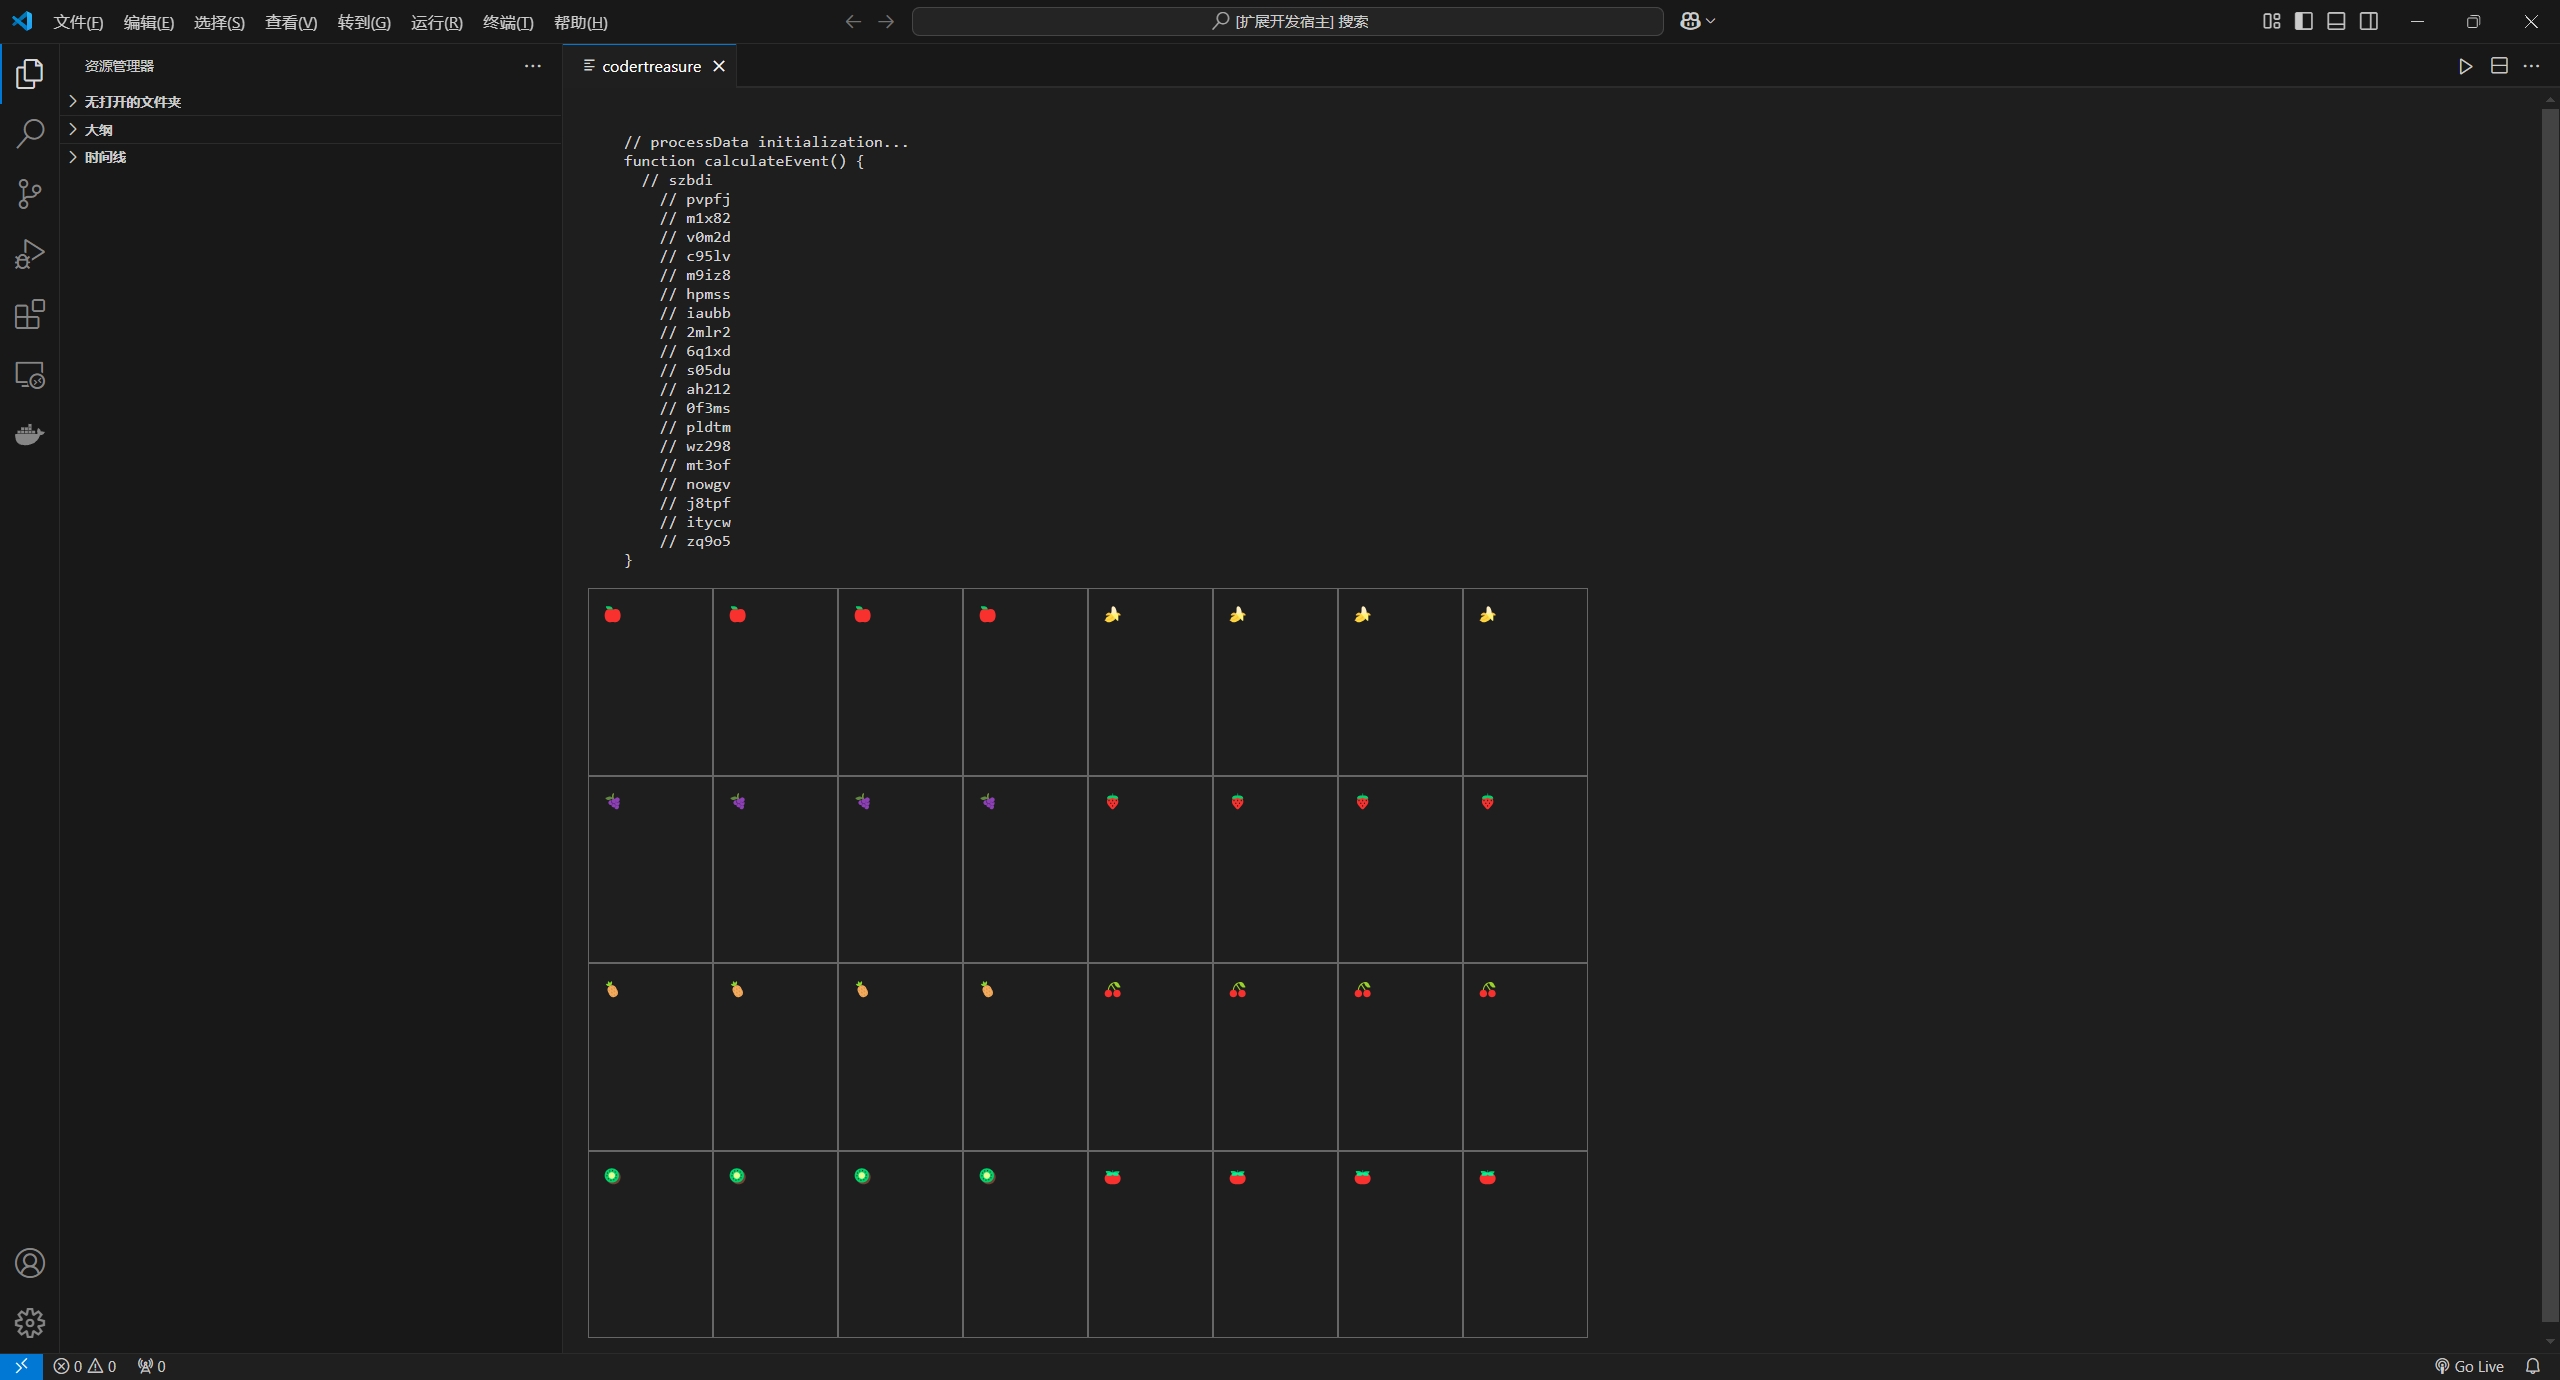 文件(F) 编辑(E) 选择(S) 查看(V) 转到(G) 运行(R) 终端(T) 帮助(H)
[扩展开发宿主] 搜索
资源管理器
codertreasure
无打开的文件夹
大纲
时间线
// processData initialization...
function calculateEvent() {
// szbdi
// pvpfj
// m1x82
// v0m2d
// c95lv
// m9iz8
// hpmss
// iaubb
// 2mlr2
// 6q1xd
// s05du
// ah212
// 0f3ms
// pldtm
// wz298
// mt3of
// nowgv
// j8tpf
// itycw
// zq9o5
}
0 0 0
Go Live